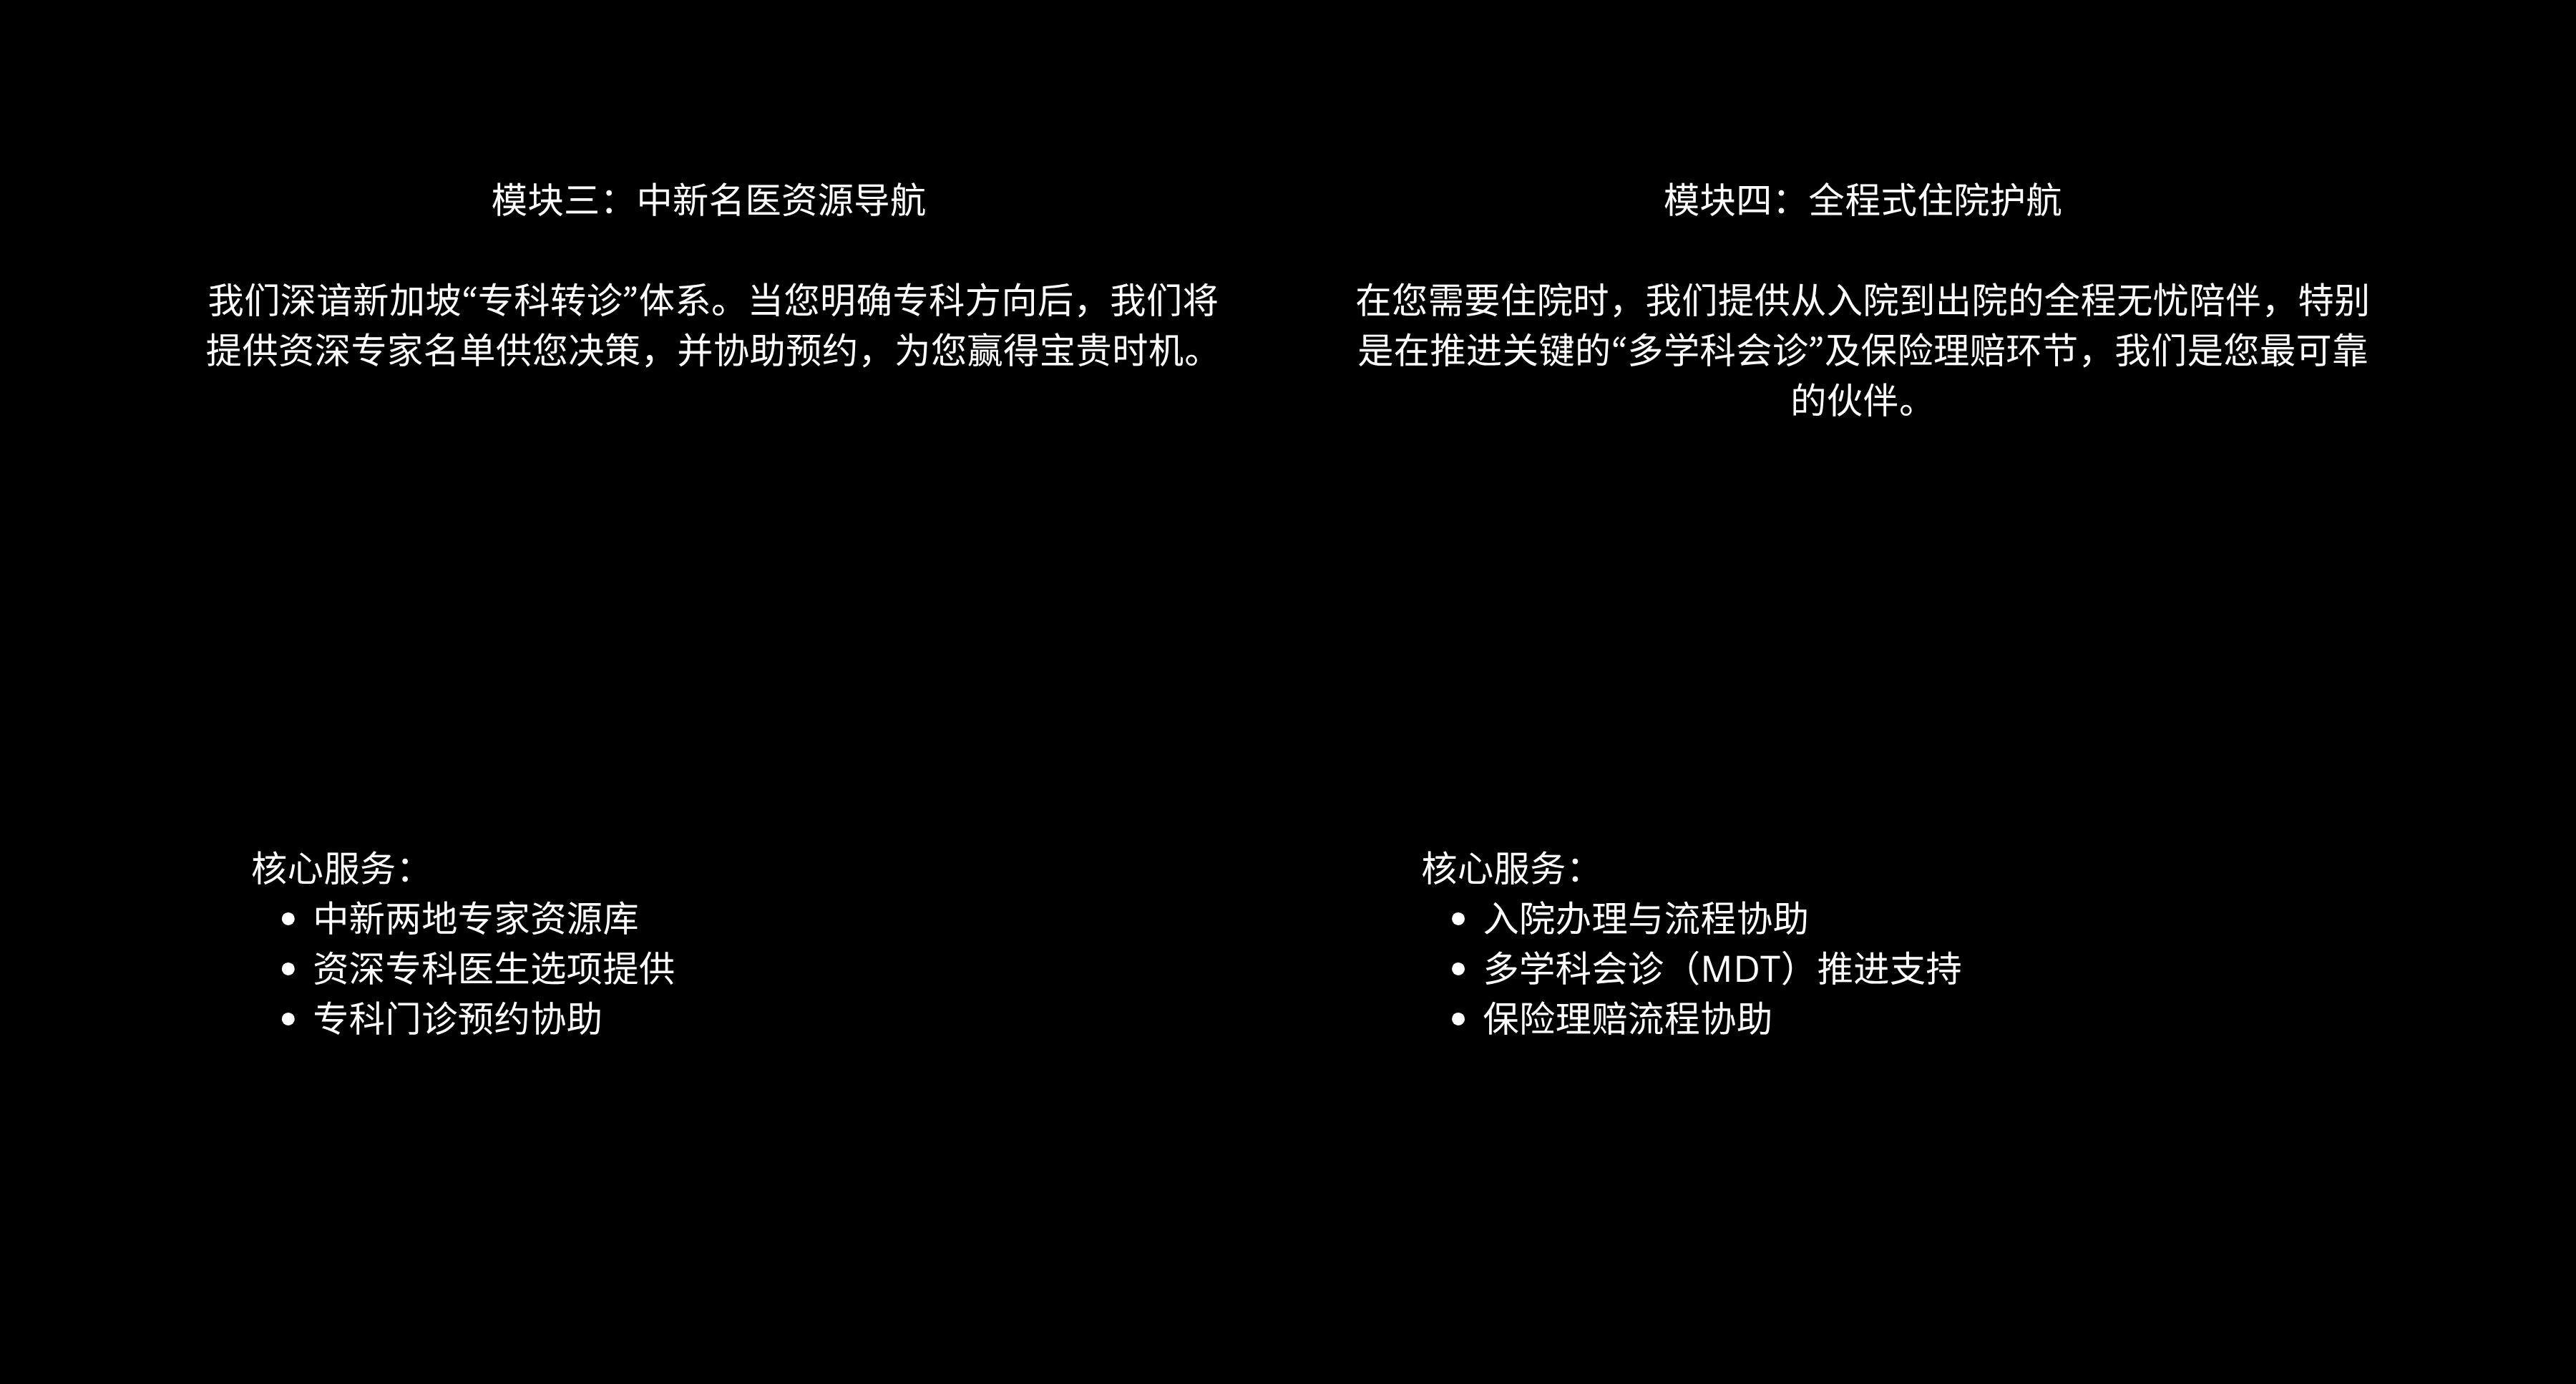 模块三：中新名医资源导航
我们深谙新加坡“专科转诊”体系。当您明确专科方向后，我们将
提供资深专家名单供您决策，并协助预约，为您赢得宝贵时机。
核心服务：
• 中新两地专家资源库
• 资深专科医生选项提供
• 专科门诊预约协助
模块四：全程式住院护航
在您需要住院时，我们提供从入院到出院的全程无忧陪伴，特别
是在推进关键的“多学科会诊”及保险理赔环节，我们是您最可靠
的伙伴。
核心服务：
• 入院办理与流程协助
• 多学科会诊（MDT）推进支持
• 保险理赔流程协助